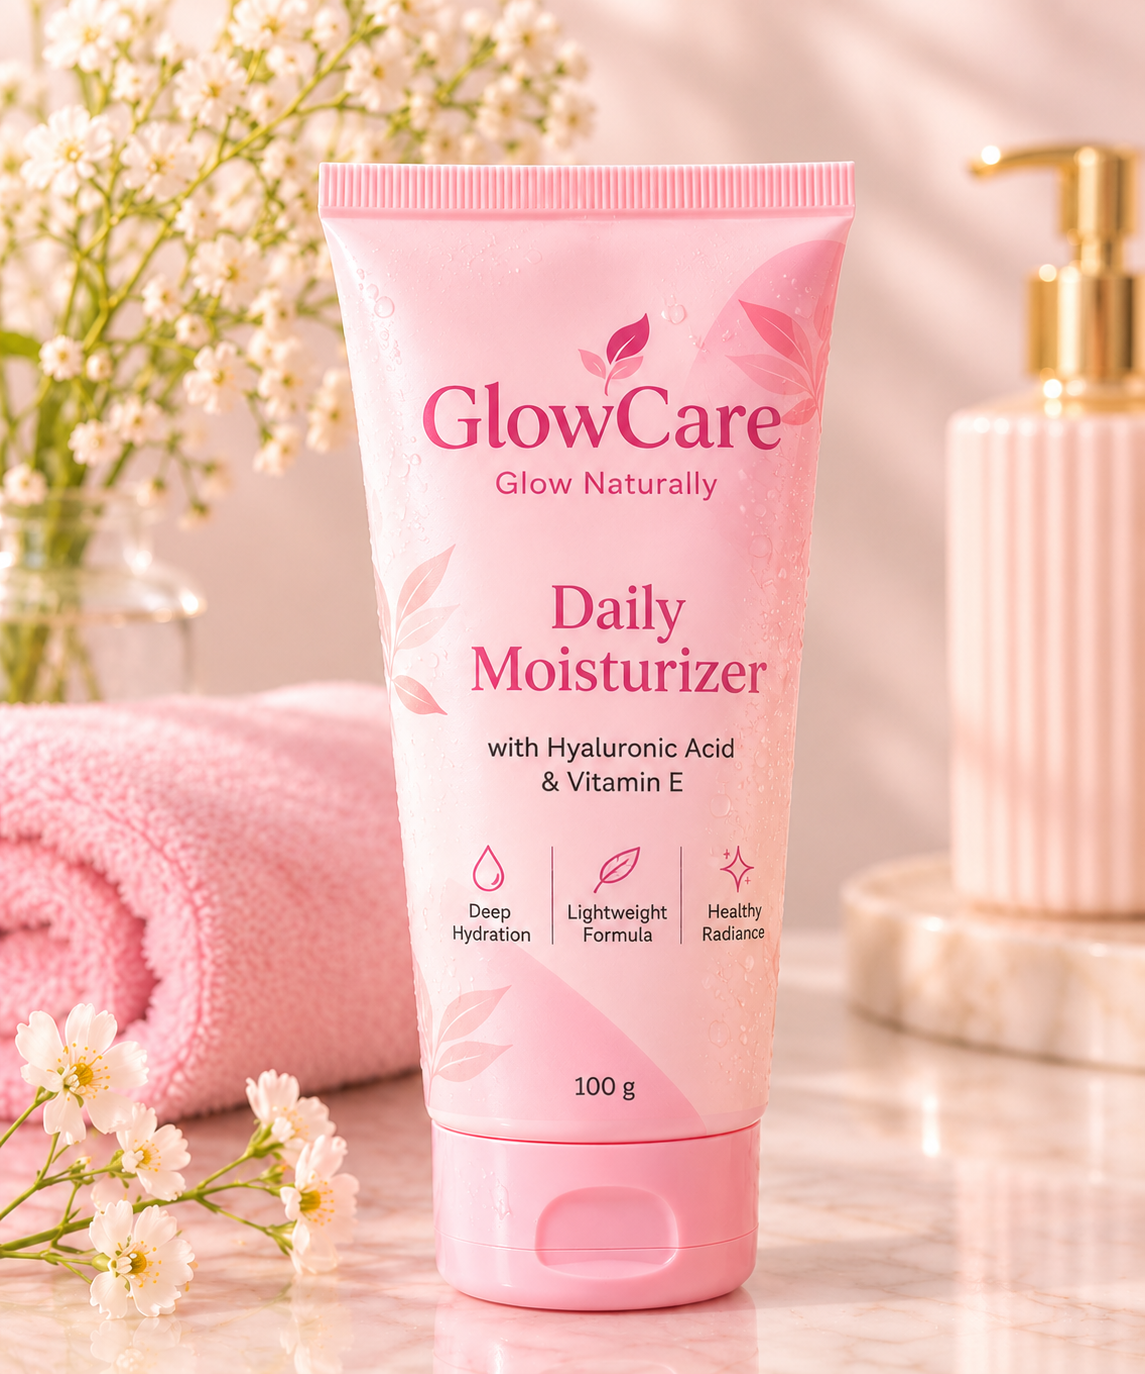 GlowCare
Glow Naturally
Daily
Moisturizer
with Hyaluronic Acid
& Vitamin E
Deep
Hydration
Lightweight
Formula
Healthy
Radiance
100 g